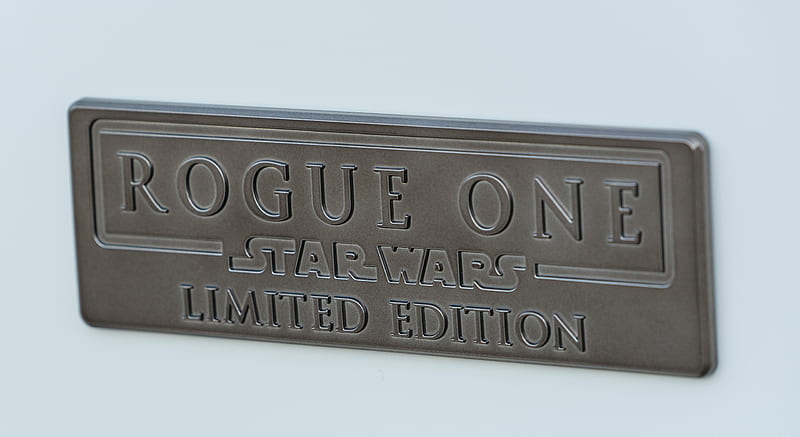 ROGUE ONE
STAR WARS
LIMITED EDITION